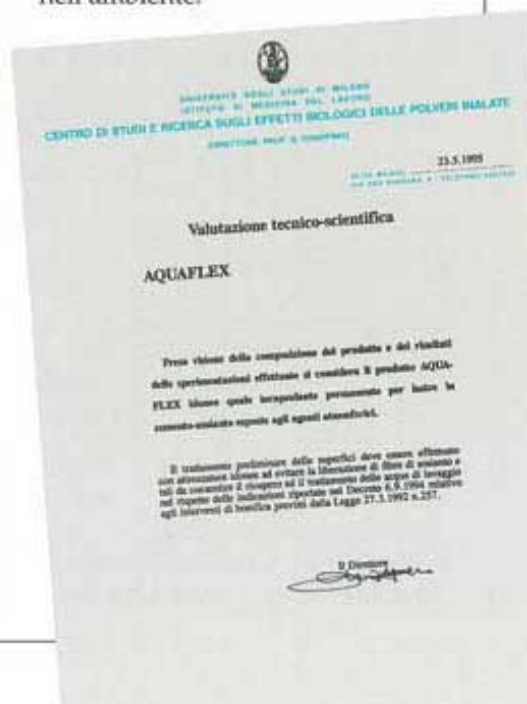 nell'ambiente.
UNIVERSITÀ DEGLI STUDI DI MILANO
ISTITUTO DI MEDICINA DEL LAVORO
CENTRO DI STUDI E RICERCA SUGLI EFFETTI BIOLOGICI DELLE POLVERI INALATE
23.5.1995
Valutazione tecnico-scientifica
AQUAFLEX
Presa visione della composizione del prodotto e dei risultati
delle sperimentazioni effettuate si considera il prodotto AQUA-
FLEX idoneo quale incapsulante permanente per lastre in
cemento-amianto esposte agli agenti atmosferici.
Il trattamento preliminare delle superfici deve essere effettuato
con attrezzatura idonea ad evitare la liberazione di fibre di amianto e
tali da consentire il recupero ed il trattamento delle acque di lavaggio
nel rispetto delle indicazioni riportate nel Decreto 6.9.1994 relativo
agli interventi di bonifica previsti dalla Legge 27.3.1992 n.257.
Il Direttore